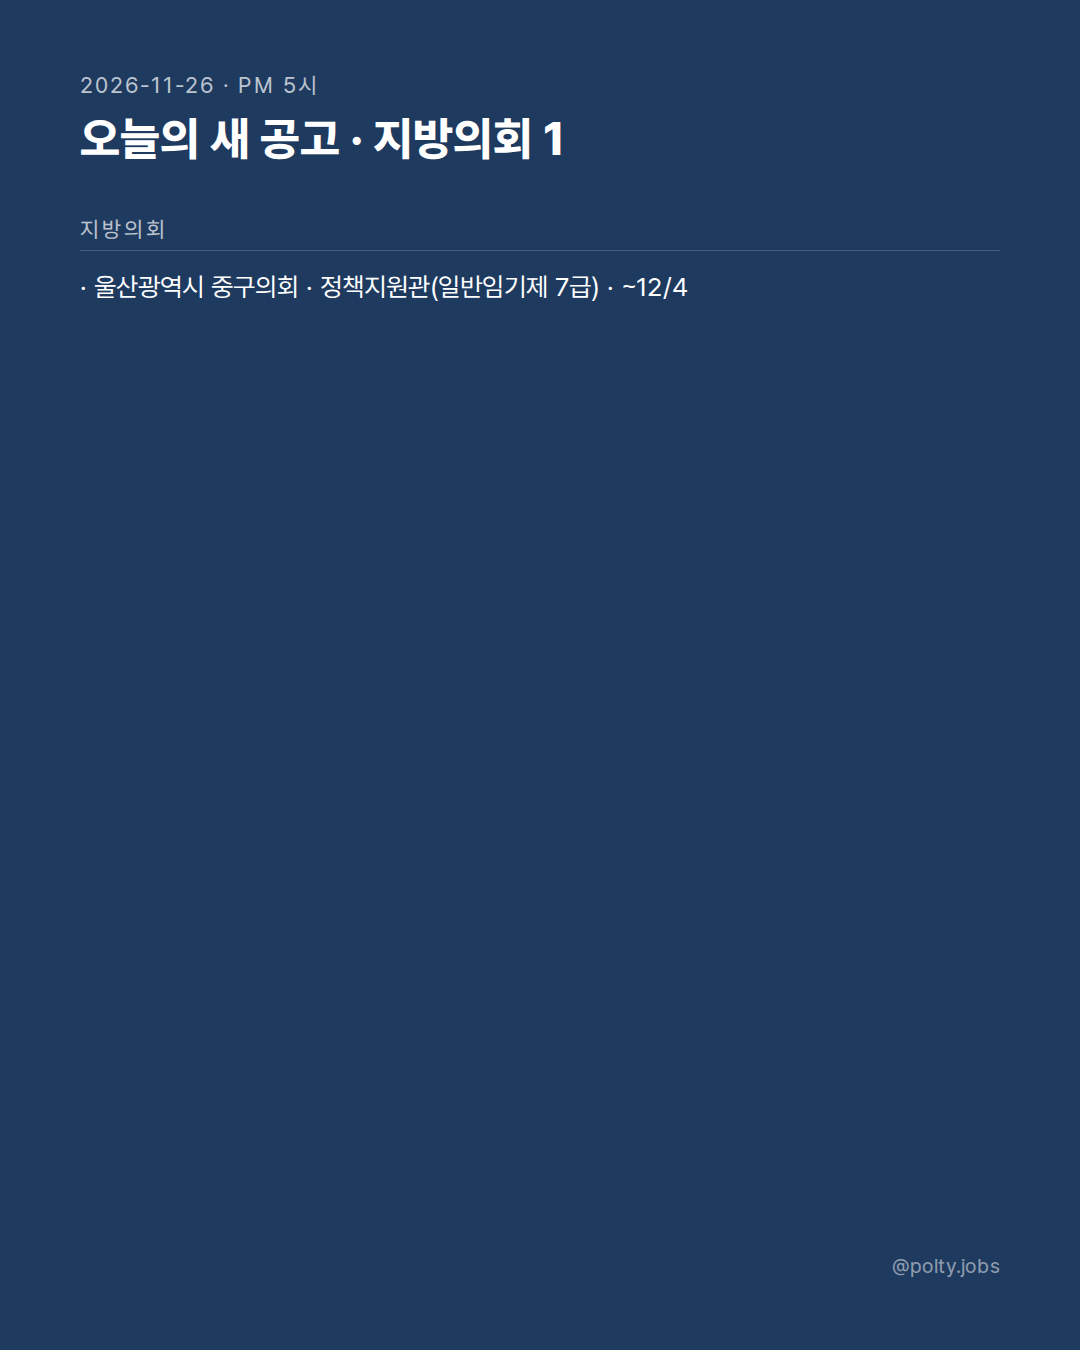 2026-11-26 · PM 5시
오늘의 새 공고 · 지방의회 1
지방의회
· 울산광역시 중구의회 · 정책지원관(일반임기제 7급) · ~12/4
@polty.jobs